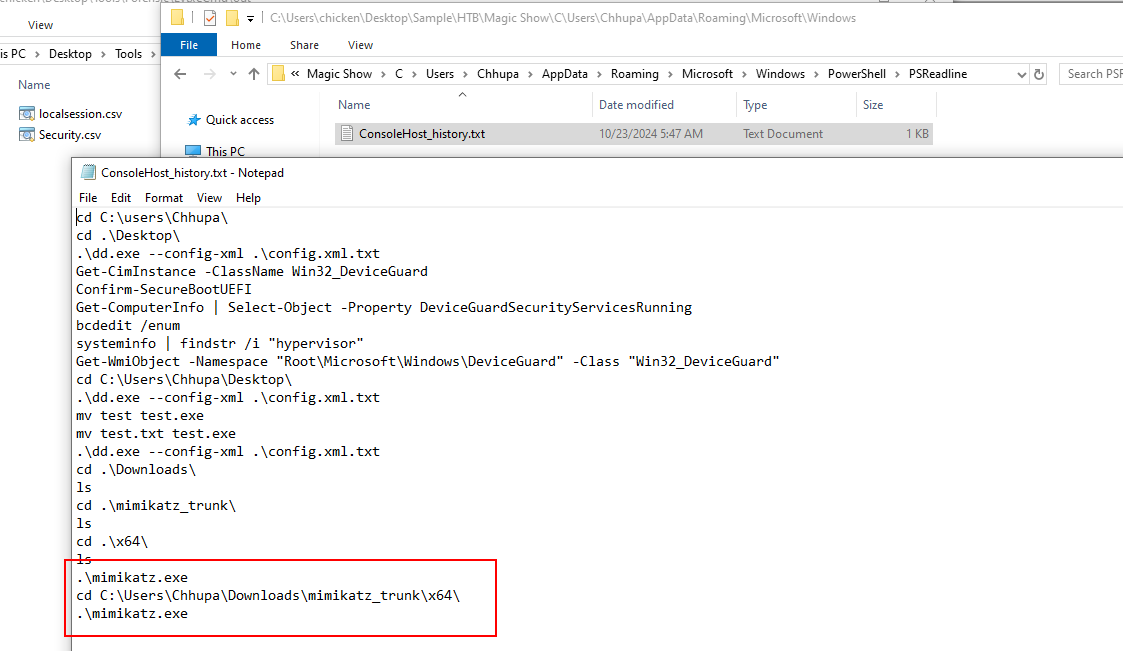 View
C:\Users\chicken\Desktop\Sample\HTB\Magic Show\C\Users\Chhupa\AppData\Roaming\Microsoft\Windows
File Home Share View
is PC > Desktop > Tools >
« Magic Show > C > Users > Chhupa > AppData > Roaming > Microsoft > Windows > PowerShell > PSReadline
Search PSR
Name
Name Date modified Type Size
localsession.csv
Security.csv
Quick access
This PC
ConsoleHost_history.txt 10/23/2024 5:47 AM Text Document 1 KB
ConsoleHost_history.txt - Notepad
File Edit Format View Help
cd C:\users\Chhupa\
cd .\Desktop\
.\dd.exe --config-xml .\config.xml.txt
Get-CimInstance -ClassName Win32_DeviceGuard
Confirm-SecureBootUEFI
Get-ComputerInfo | Select-Object -Property DeviceGuardSecurityServicesRunning
bcdedit /enum
systeminfo | findstr /i "hypervisor"
Get-WmiObject -Namespace "Root\Microsoft\Windows\DeviceGuard" -Class "Win32_DeviceGuard"
cd C:\Users\Chhupa\Desktop\
.\dd.exe --config-xml .\config.xml.txt
mv test test.exe
mv test.txt test.exe
.\dd.exe --config-xml .\config.xml.txt
cd .\Downloads\
ls
cd .\mimikatz_trunk\
ls
cd .\x64\
ls
.\mimikatz.exe
cd C:\Users\Chhupa\Downloads\mimikatz_trunk\x64\
.\mimikatz.exe